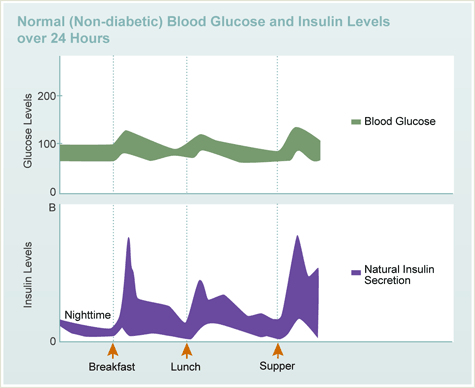 Normal (Non-diabetic) Blood Glucose and Insulin Levels
over 24 Hours
Glucose Levels
200
100
0
Blood Glucose
Insulin Levels
B
0
Nighttime
Natural Insulin
Secretion
Breakfast
Lunch
Supper